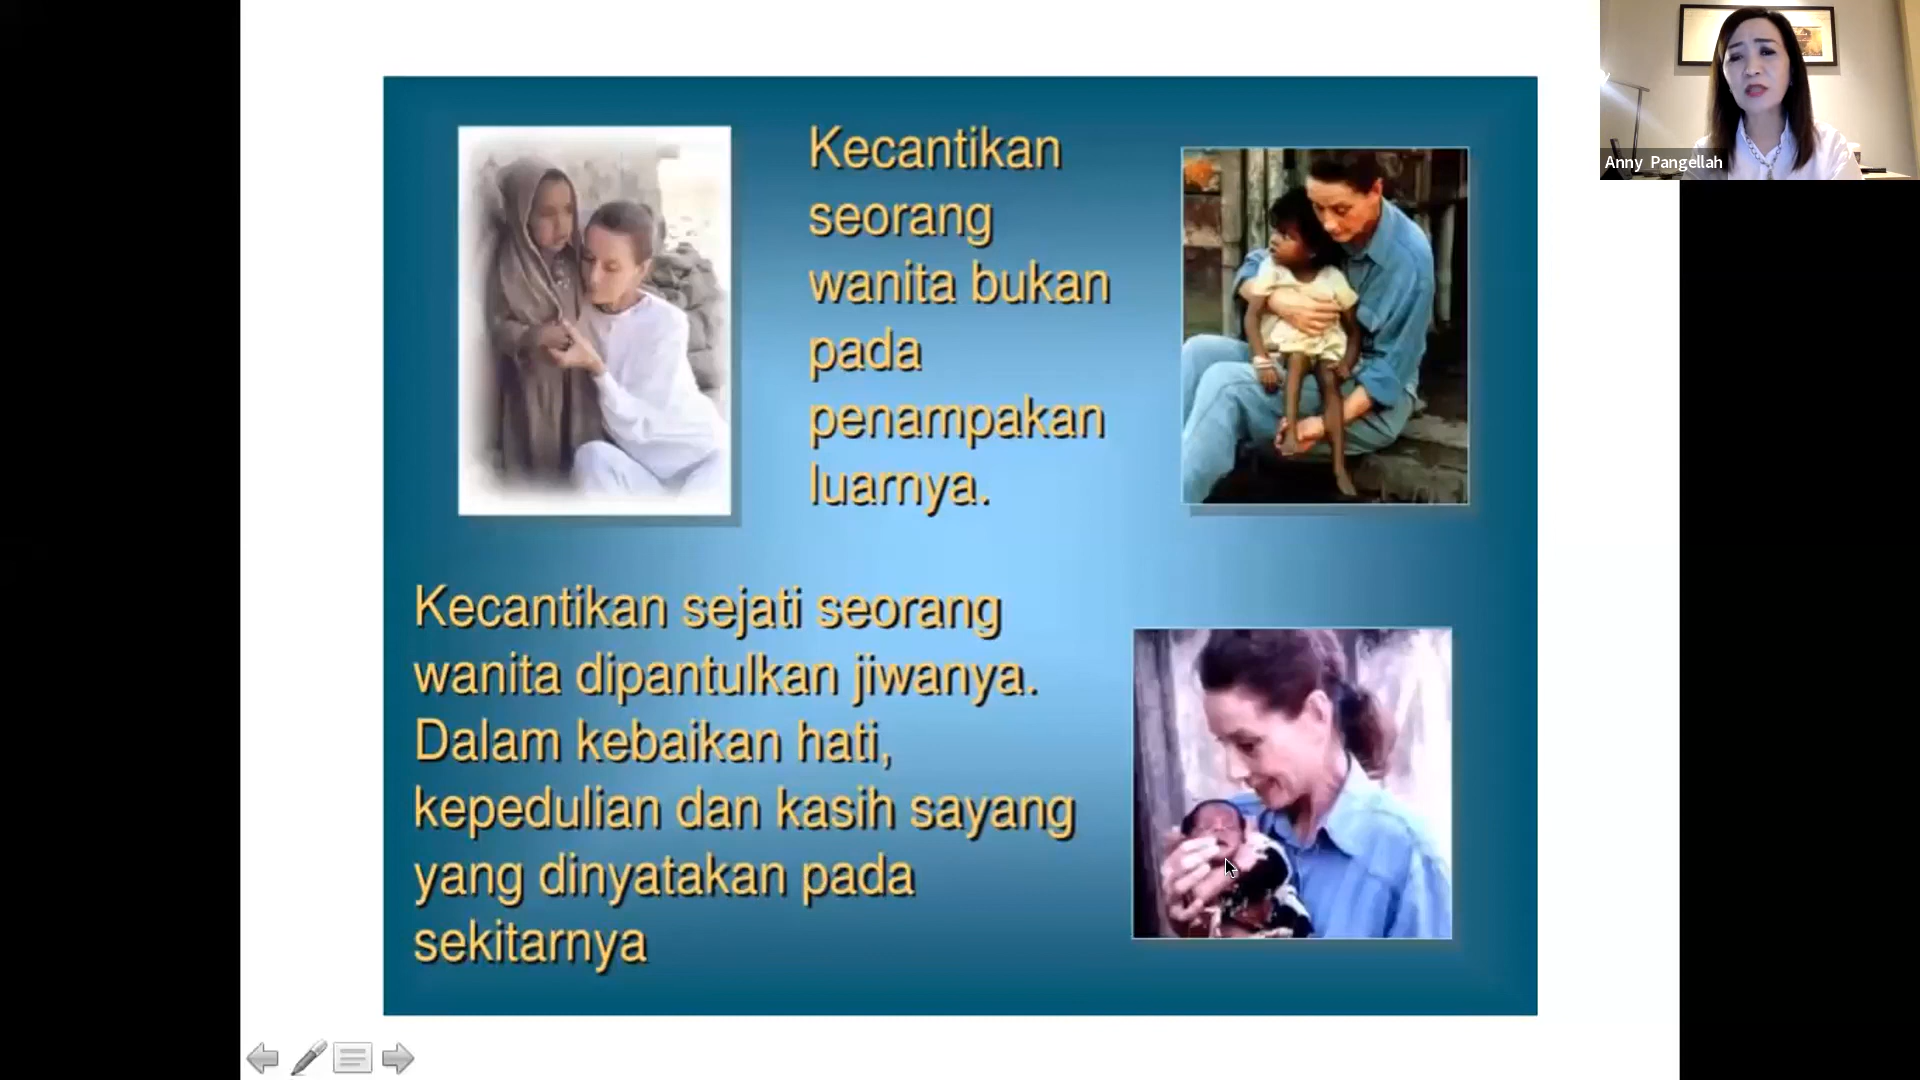 Kecantikan
seorang
wanita bukan
pada
penampakan
luarnya.
Kecantikan sejati seorang
wanita dipantulkan jiwanya.
Dalam kebaikan hati,
kepedulian dan kasih sayang
yang dinyatakan pada
sekitarnya
Anny Pangellah